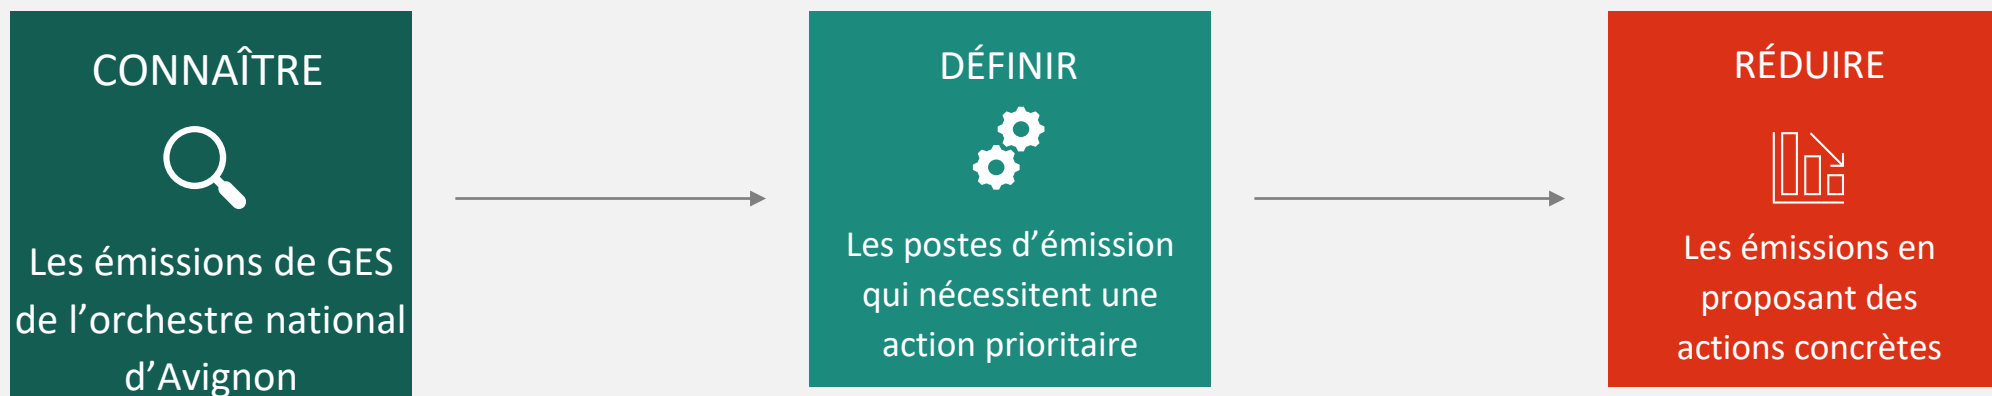 CONNAÎTRE
Les émissions de GES
de l’orchestre national
d’Avignon
DÉFINIR
Les postes d’émission
qui nécessitent une
action prioritaire
RÉDUIRE
Les émissions en
proposant des
actions concrètes